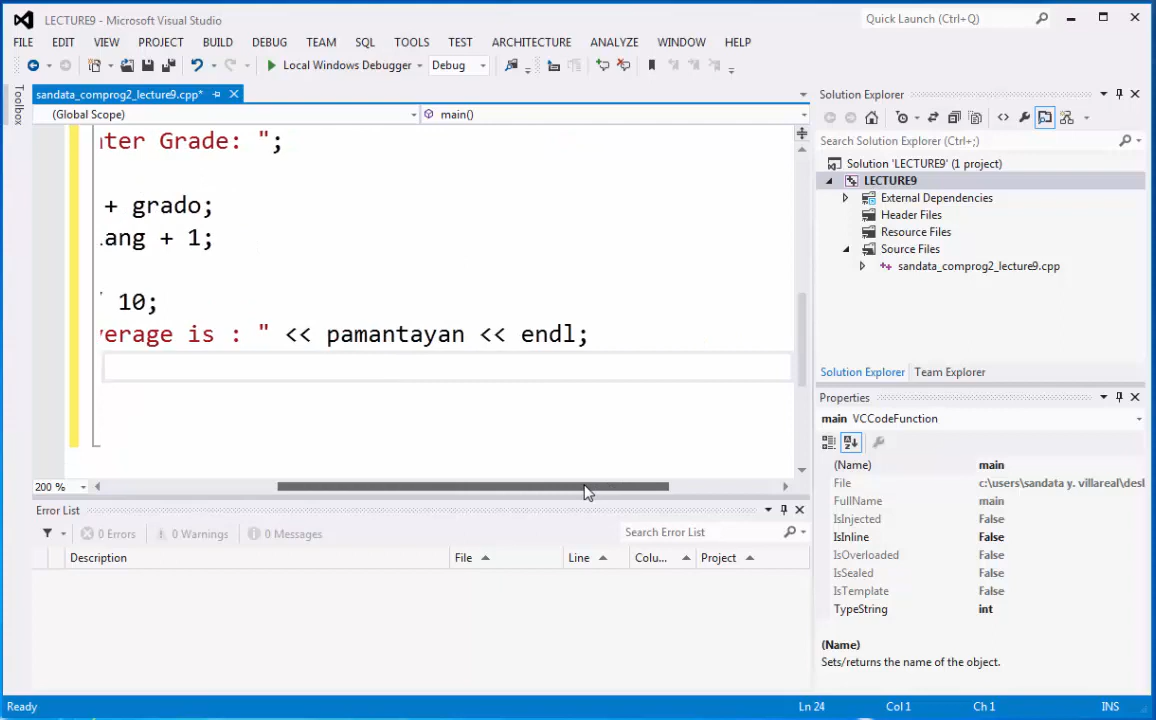 LECTURE9 - Microsoft Visual Studio
Quick Launch (Ctrl+Q)
FILE EDIT VIEW PROJECT BUILD DEBUG TEAM SQL TOOLS TEST ARCHITECTURE ANALYZE WINDOW HELP
Local Windows Debugger Debug
Toolbox
sandata_comprog2_lecture9.cpp*
(Global Scope) main()
ter Grade: ";
+ grado;
ang + 1;
10;
erage is : " << pamantayan << endl;
200 %
Error List
0 Errors 0 Warnings 0 Messages
Search Error List
Description File Line Colu... Project
Solution Explorer
Search Solution Explorer (Ctrl+;)
Solution 'LECTURE9' (1 project)
LECTURE9
External Dependencies
Header Files
Resource Files
Source Files
sandata_comprog2_lecture9.cpp
Solution Explorer Team Explorer
Properties
main VCCodeFunction
(Name) main
File c:\users\sandata y. villareal\desl
FullName main
IsInjected False
IsInline False
IsOverloaded False
IsSealed False
IsTemplate False
TypeString int
(Name)
Sets/returns the name of the object.
Ready Ln 24 Col 1 Ch 1 INS